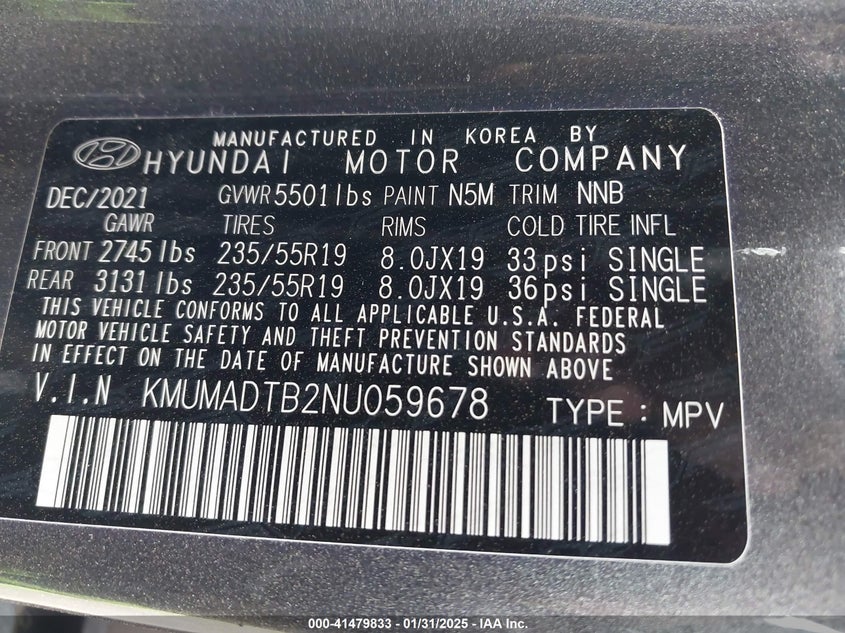 MANUFACTURED IN KOREA BY
HYUNDAI MOTOR COMPANY
DEC/2021 GVWR 5501lbs PAINT N5M TRIM NNB
GAWR TIRES RIMS COLD TIRE INFL
FRONT 2745lbs 235/55R19 8.0JX19 33psi SINGLE
REAR 3131lbs 235/55R19 8.0JX19 36psi SINGLE
THIS VEHICLE CONFORMS TO ALL APPLICABLE U.S.A. FEDERAL
MOTOR VEHICLE SAFETY AND THEFT PREVENTION STANDARDS
IN EFFECT ON THE DATE OF MANUFACTURE SHOWN ABOVE
V.I.N KMUMADTB2NU059678 TYPE : MPV
000-41479833 - 01/31/2025 - IAA Inc.